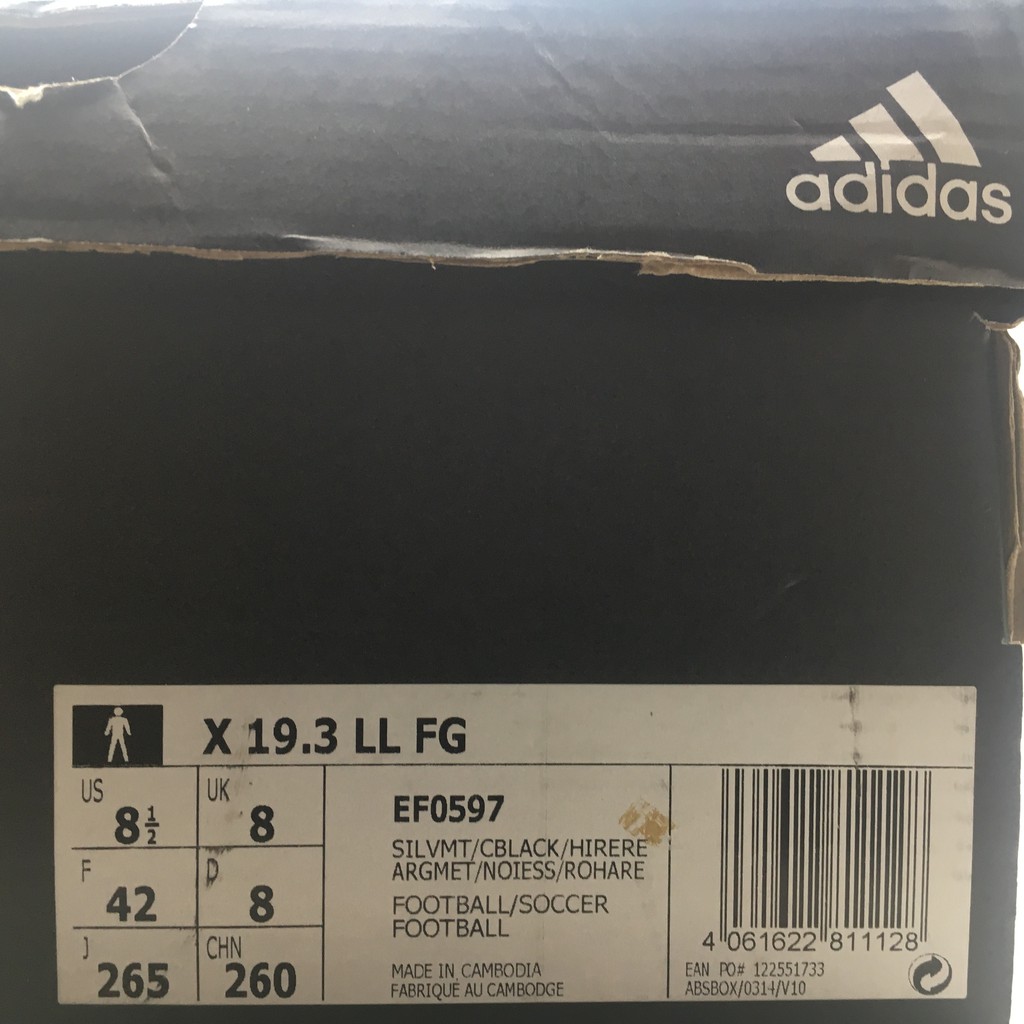 adidas
X 19.3 LL FG
US 8 1/2 UK 8
F 42 D 8
J 265 CHN 260
EF0597
SILVMT/CBLACK/HIRERE
ARGMET/NOIESS/ROHARE
FOOTBALL/SOCCER
FOOTBALL
MADE IN CAMBODIA
FABRIQUÉ AU CAMBODGE
4 061622 811128
EAN PO# 122551733
ABSBOX/0314/V10